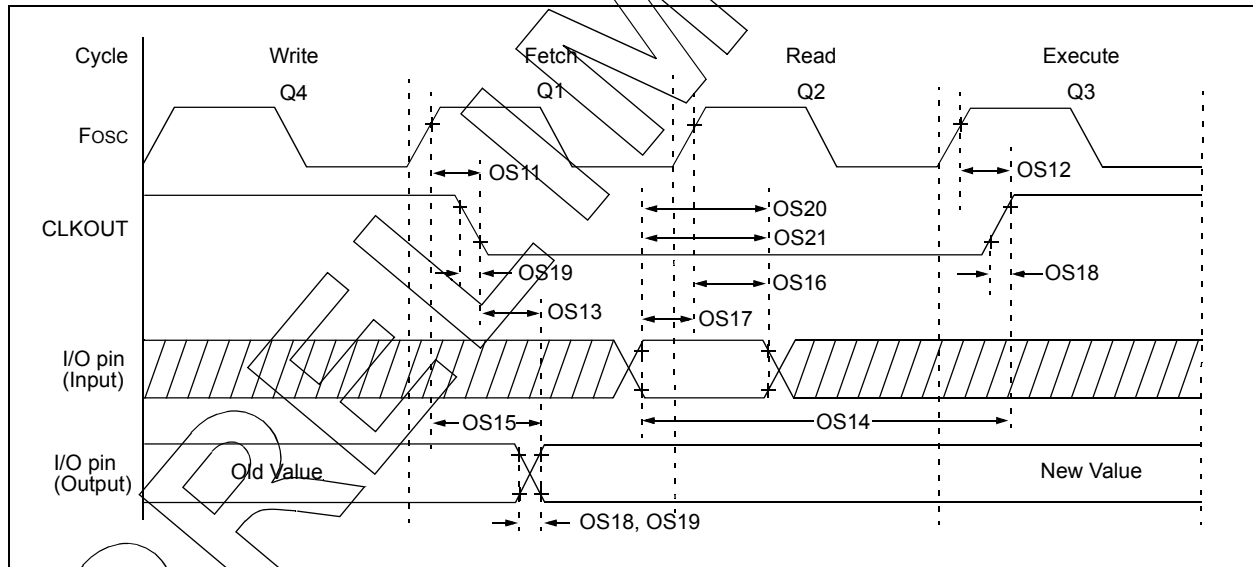 Cycle Write Fetch Read Execute
Q4 Q1 Q2 Q3
Fosc
OS11 OS12
CLKOUT
OS20
OS21
OS19 OS16 OS18
OS13 OS17
I/O pin
(Input)
OS15 OS14
I/O pin
(Output)
Old Value New Value
OS18, OS19